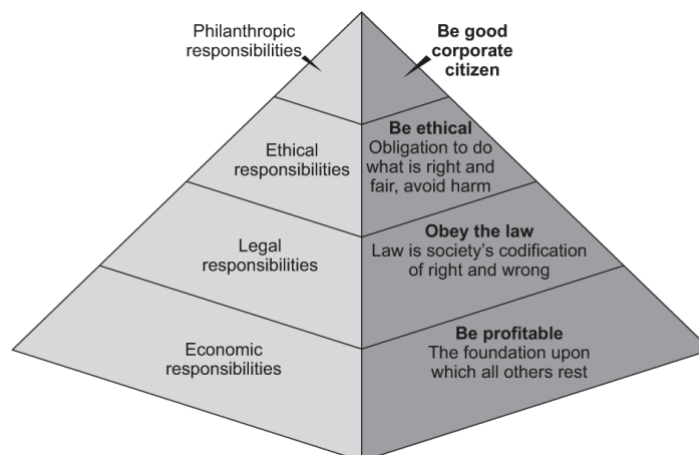 Philanthropic
responsibilities
Be good
corporate
citizen
Ethical
responsibilities
Be ethical
Obligation to do
what is right and
fair, avoid harm
Legal
responsibilities
Obey the law
Law is society's codification
of right and wrong
Economic
responsibilities
Be profitable
The foundation upon
which all others rest